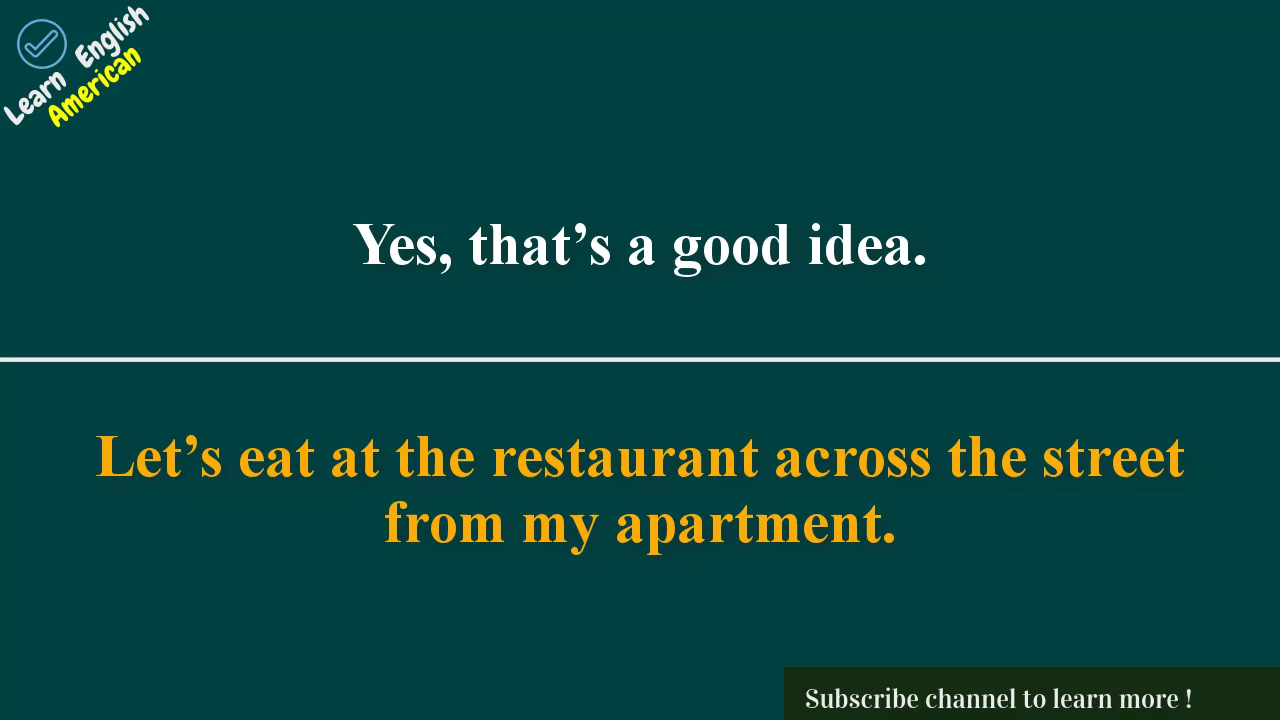 Learn English
American
Yes, that’s a good idea.
Let’s eat at the restaurant across the street
from my apartment.
Subscribe channel to learn more !